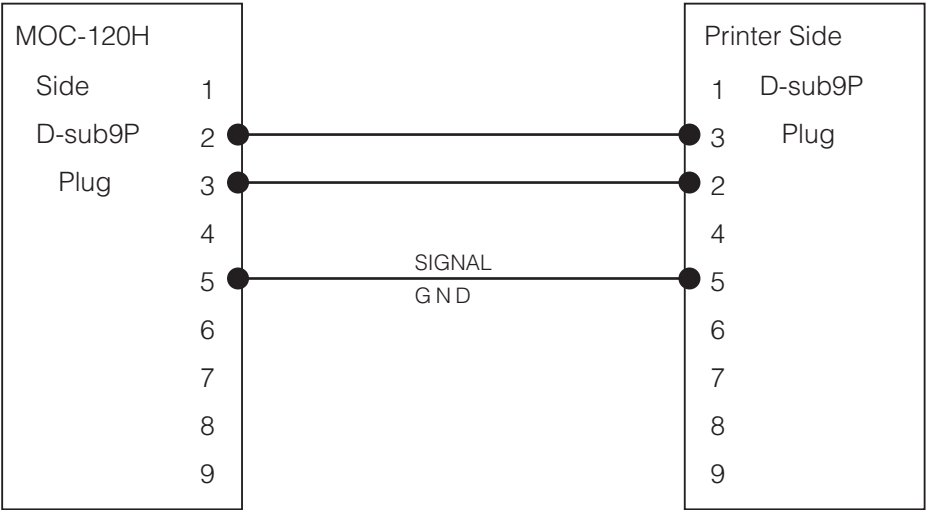 MOC-120H
Side
D-sub9P
Plug
1
2
3
4
5
6
7
8
9
SIGNAL
GND
Printer Side
D-sub9P
Plug
1
3
2
4
5
6
7
8
9